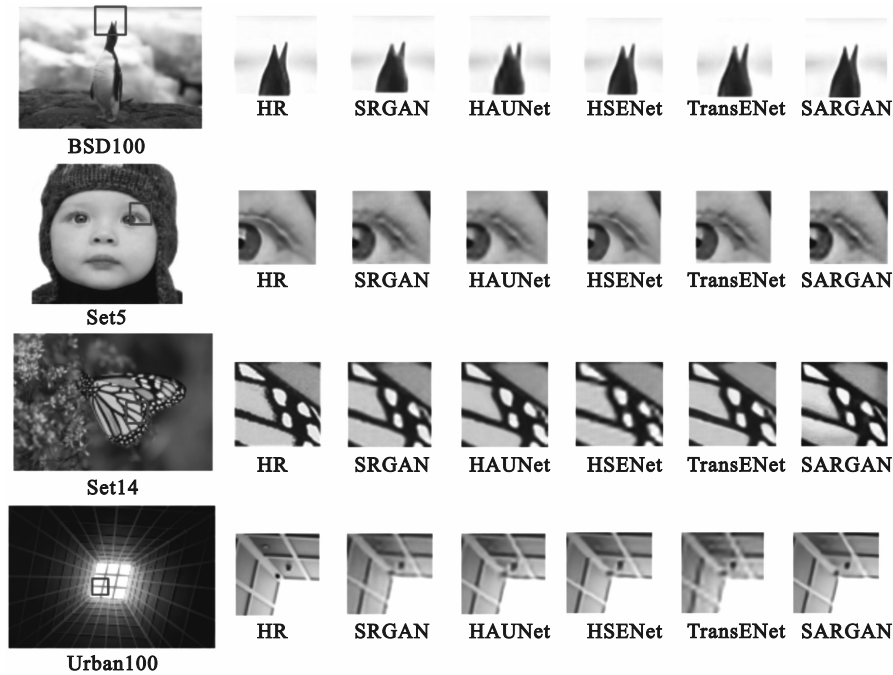 HR SRGAN HAUNet HSENet TransENet SARGAN
BSD100
HR SRGAN HAUNet HSENet TransENet SARGAN
Set5
HR SRGAN HAUNet HSENet TransENet SARGAN
Set14
HR SRGAN HAUNet HSENet TransENet SARGAN
Urban100